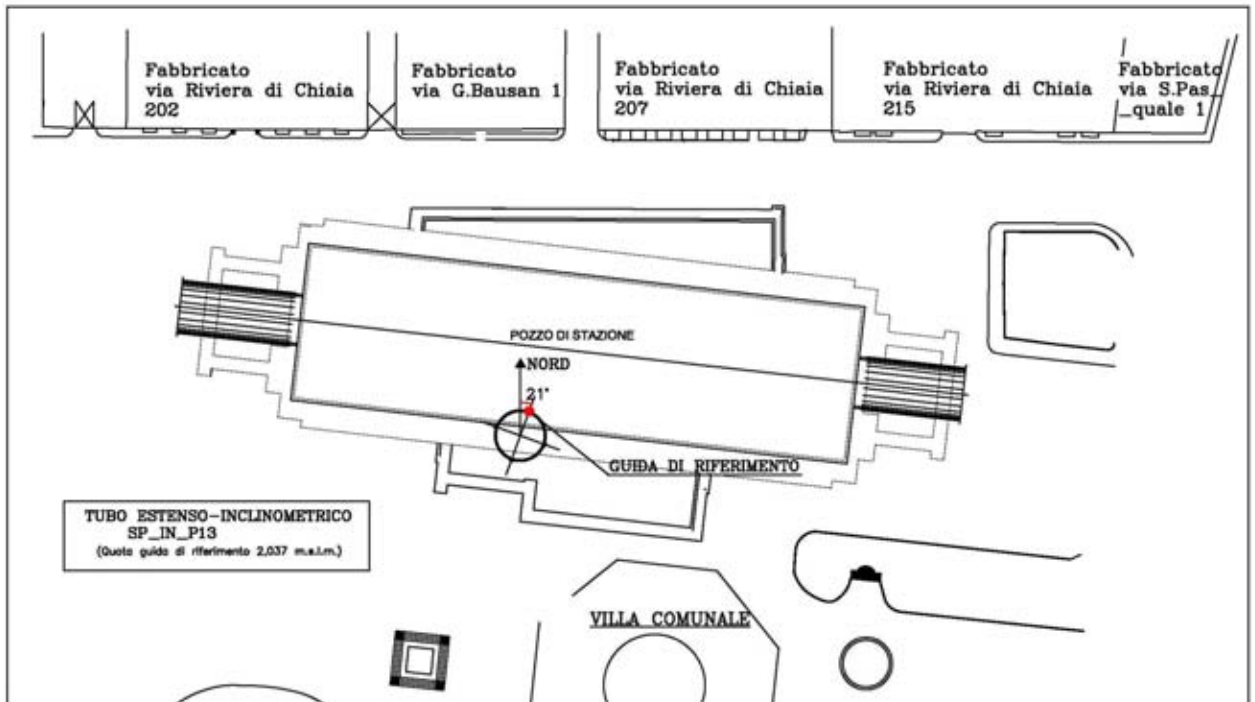 Fabbricato
via Riviera di Chiaia
202
Fabbricato
via G.Bausan 1
Fabbricato
via Riviera di Chiaia
207
Fabbricato
via Riviera di Chiaia
215
Fabbricato
via S.Pas
_quale 1
POZZO DI STAZIONE
NORD
21°
GUIDA DI RIFERIMENTO
TUBO ESTENSO-INCLINOMETRICO
SP_IN_P13
(Quota guida di riferimento 2,037 m.s.l.m.)
VILLA COMUNALE